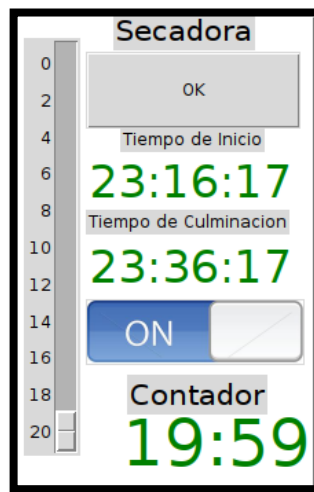 Secadora
OK
Tiempo de Inicio
23:16:17
Tiempo de Culminacion
23:36:17
ON
Contador
19:59
0
2
4
6
8
10
12
14
16
18
20